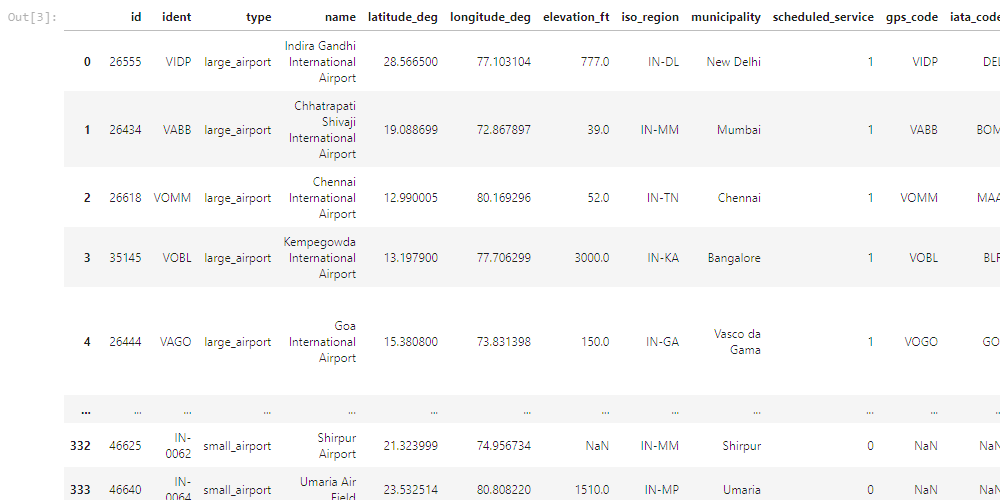 Out[3]: id ident type name latitude_deg longitude_deg elevation_ft iso_region municipality scheduled_service gps_code iata_code
0 26555 VIDP large_airport Indira Gandhi International Airport 28.566500 77.103104 777.0 IN-DL New Delhi 1 VIDP DEL
1 26434 VABB large_airport Chhatrapati Shivaji International Airport 19.088699 72.867897 39.0 IN-MM Mumbai 1 VABB BOM
2 26618 VOMM large_airport Chennai International Airport 12.990005 80.169296 52.0 IN-TN Chennai 1 VOMM MAA
3 35145 VOBL large_airport Kempegowda International Airport 13.197900 77.706299 3000.0 IN-KA Bangalore 1 VOBL BLR
4 26444 VAGO large_airport Goa International Airport 15.380800 73.831398 150.0 IN-GA Vasco da Gama 1 VOGO GO
... ... ... ... ... ... ... ... ... ... ... ... ...
332 46625 IN-0062 small_airport Shirpur Airport 21.323999 74.956734 NaN IN-MM Shirpur 0 NaN NaN
333 46640 IN-0064 small_airport Umaria Air Field 23.532514 80.808220 1510.0 IN-MP Umaria 0 NaN NaN